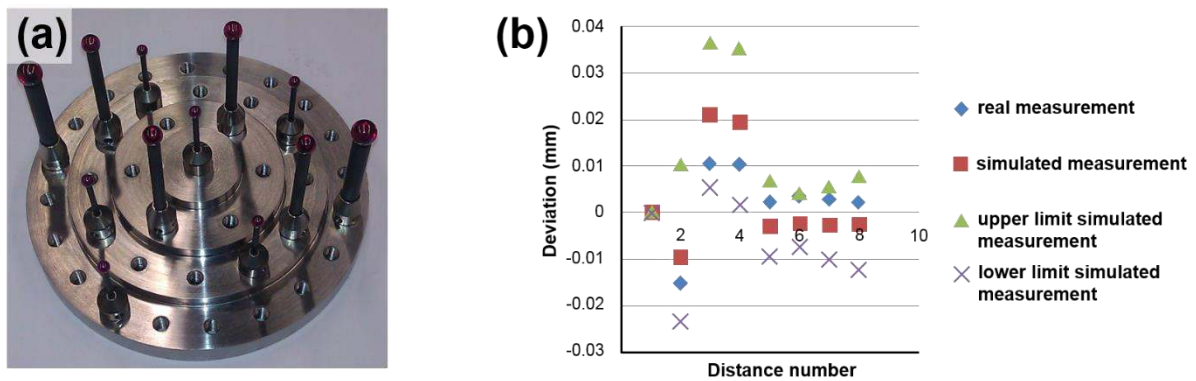 (a)
(b)
0.04
0.03
0.02
0.01
0
-0.01
-0.02
-0.03
2
4
6
8
10
Deviation (mm)
Distance number
real measurement
simulated measurement
upper limit simulated
measurement
lower limit simulated
measurement